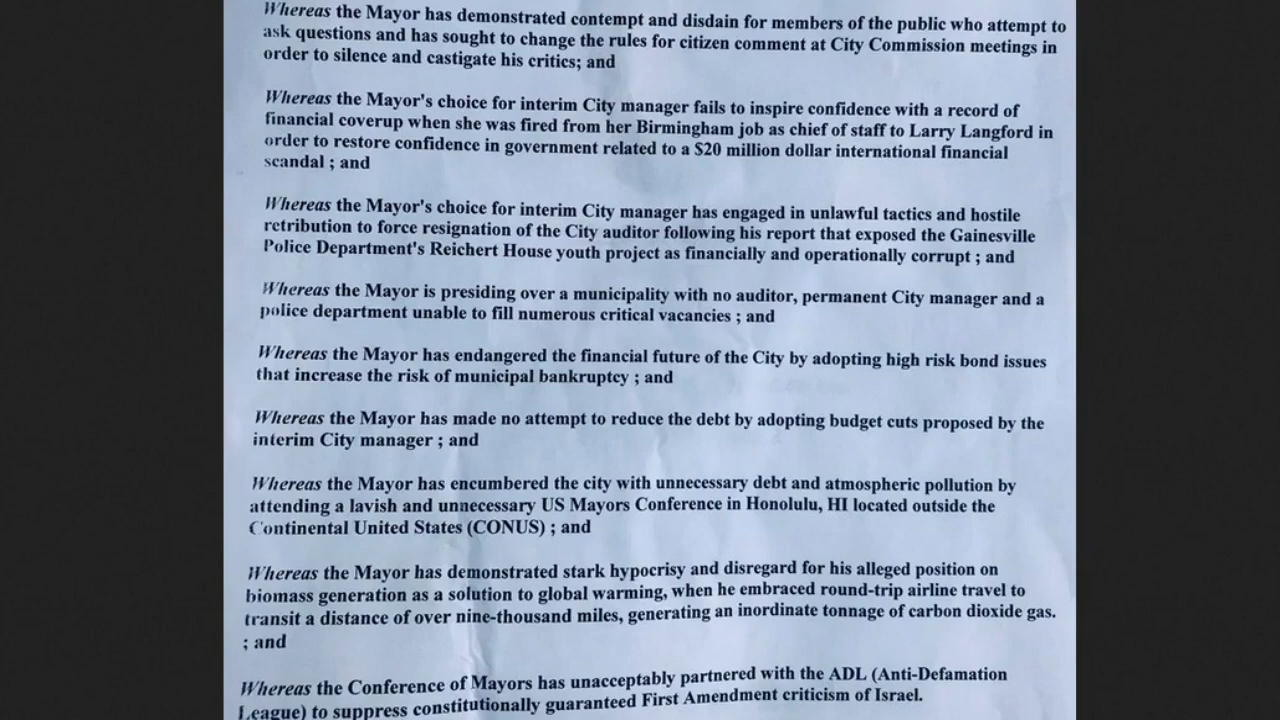 Whereas the Mayor has demonstrated contempt and disdain for members of the public who attempt to
ask questions and has sought to change the rules for citizen comment at City Commission meetings in
order to silence and castigate his critics; and
Whereas the Mayor's choice for interim City manager fails to inspire confidence with a record of
financial coverup when she was fired from her Birmingham job as chief of staff to Larry Langford in
order to restore confidence in government related to a $20 million dollar international financial
scandal ; and
Whereas the Mayor's choice for interim City manager has engaged in unlawful tactics and hostile
retribution to force resignation of the City auditor following his report that exposed the Gainesville
Police Department's Reichert House youth project as financially and operationally corrupt ; and
Whereas the Mayor is presiding over a municipality with no auditor, permanent City manager and a
police department unable to fill numerous critical vacancies ; and
Whereas the Mayor has endangered the financial future of the City by adopting high risk bond issues
that increase the risk of municipal bankruptcy ; and
Whereas the Mayor has made no attempt to reduce the debt by adopting budget cuts proposed by the
interim City manager ; and
Whereas the Mayor has encumbered the city with unnecessary debt and atmospheric pollution by
attending a lavish and unnecessary US Mayors Conference in Honolulu, HI located outside the
Continental United States (CONUS) ; and
Whereas the Mayor has demonstrated stark hypocrisy and disregard for his alleged position on
biomass generation as a solution to global warming, when he embraced round-trip airline travel to
transit a distance of over nine-thousand miles, generating an inordinate tonnage of carbon dioxide gas.
; and
Whereas the Conference of Mayors has unacceptably partnered with the ADL (Anti-Defamation
League) to suppress constitutionally guaranteed First Amendment criticism of Israel.